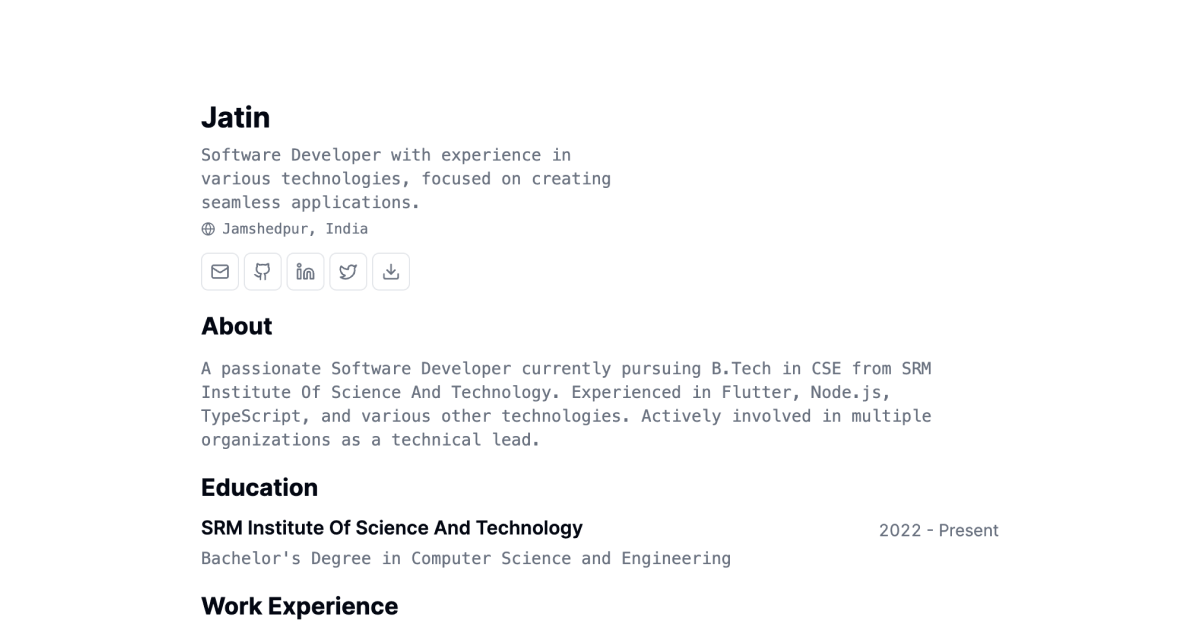 Jatin
Software Developer with experience in
various technologies, focused on creating
seamless applications.
Jamshedpur, India
About
A passionate Software Developer currently pursuing B.Tech in CSE from SRM
Institute Of Science And Technology. Experienced in Flutter, Node.js,
TypeScript, and various other technologies. Actively involved in multiple
organizations as a technical lead.
Education
SRM Institute Of Science And Technology 2022 - Present
Bachelor's Degree in Computer Science and Engineering
Work Experience